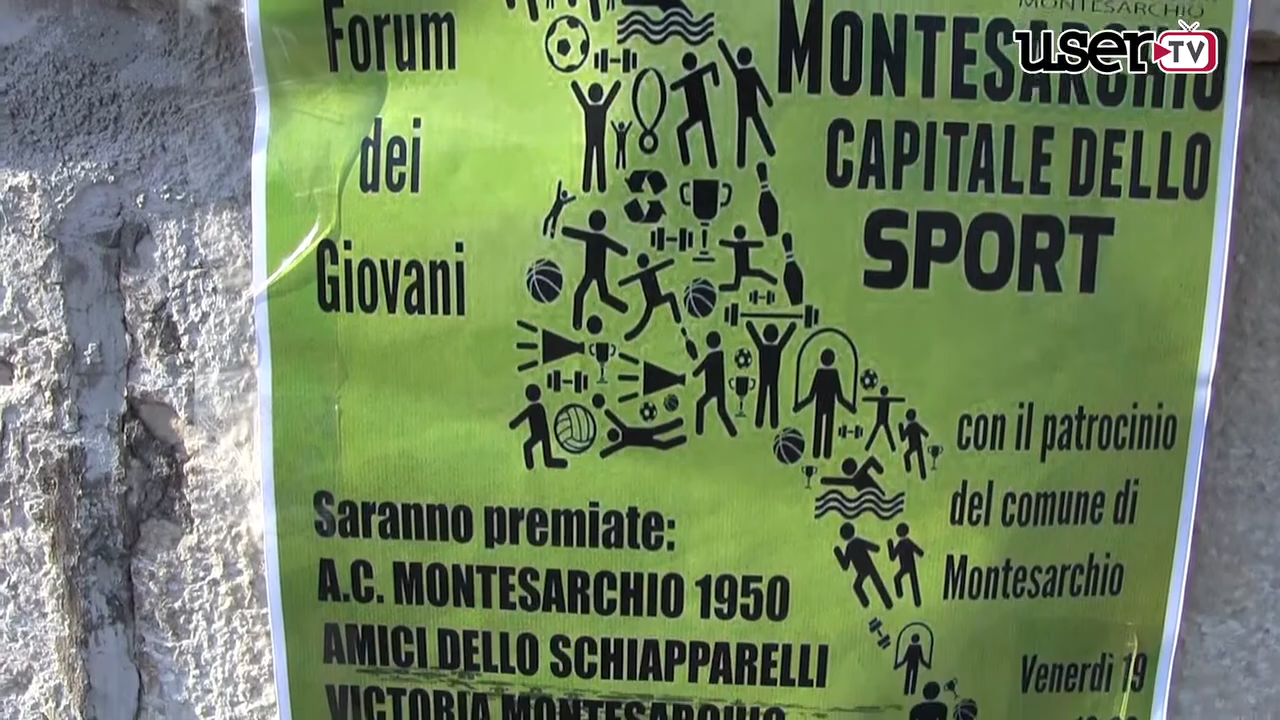 MONTESARCHIO
user TV
Forum
dei
Giovani
MONTESARCHIO
CAPITALE DELLO
SPORT
con il patrocinio
del comune di
Montesarchio
Saranno premiate:
A.C. MONTESARCHIO 1950
AMICI DELLO SCHIAPPARELLI
VICTORIA MONTESARCHIO
Venerdì 19